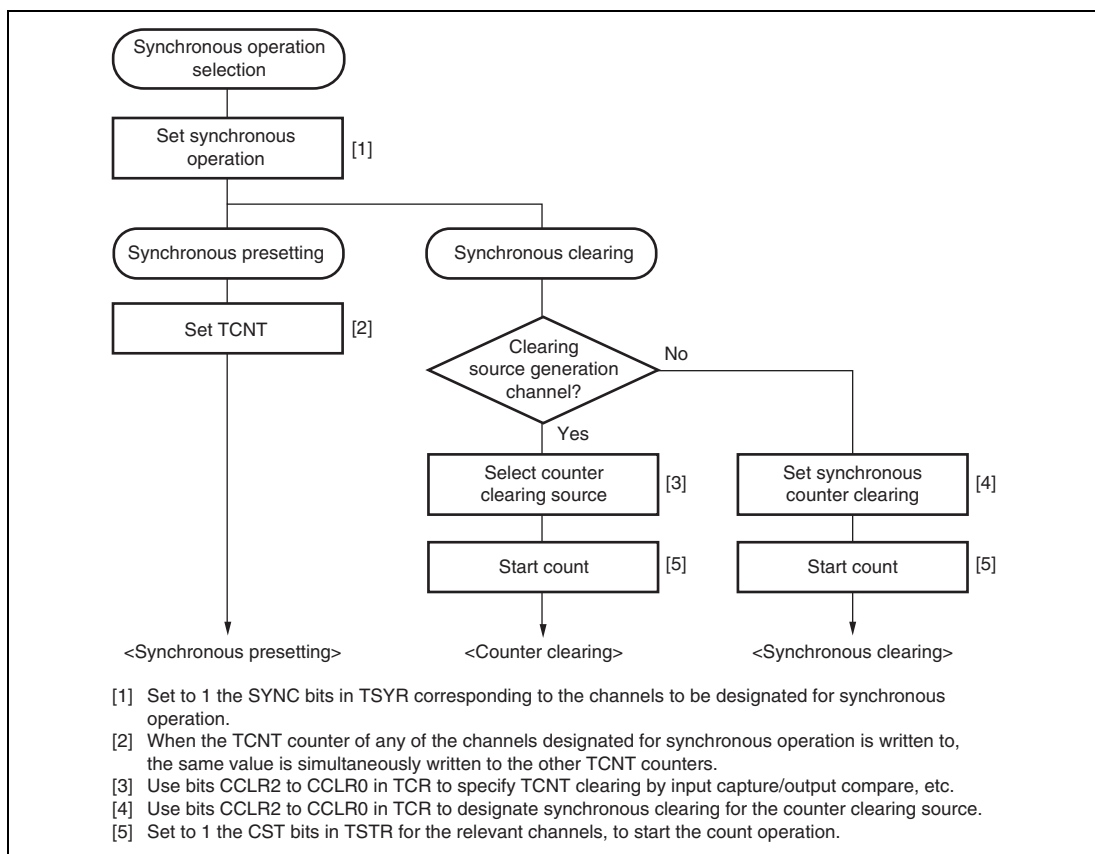 Synchronous operation
selection
Set synchronous
operation
[1]
Synchronous presetting
Synchronous clearing
Set TCNT
[2]
Clearing
source generation
channel?
No
Yes
Select counter
clearing source
[3]
Set synchronous
counter clearing
[4]
Start count
[5]
Start count
[5]
<Synchronous presetting>
<Counter clearing>
<Synchronous clearing>
[1] Set to 1 the SYNC bits in TSYR corresponding to the channels to be designated for synchronous
operation.
[2] When the TCNT counter of any of the channels designated for synchronous operation is written to,
the same value is simultaneously written to the other TCNT counters.
[3] Use bits CCLR2 to CCLR0 in TCR to specify TCNT clearing by input capture/output compare, etc.
[4] Use bits CCLR2 to CCLR0 in TCR to designate synchronous clearing for the counter clearing source.
[5] Set to 1 the CST bits in TSTR for the relevant channels, to start the count operation.